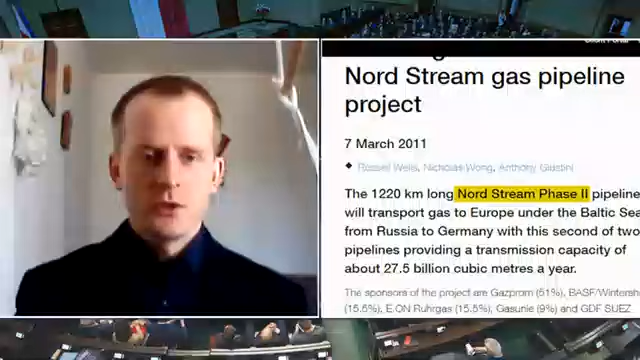 Nord Stream gas pipeline
project
7 March 2011
Russel Wells, Nicholas Wong, Anthony Giustini
The 1220 km long Nord Stream Phase II pipeline
will transport gas to Europe under the Baltic Sea
from Russia to Germany with this second of two
pipelines providing a transmission capacity of
about 27.5 billion cubic metres a year.
The sponsors of the project are Gazprom (51%), BASF/Wintersh
(15.5%), E.ON Ruhrgas (15.5%), Gasunie (9%) and GDF SUEZ